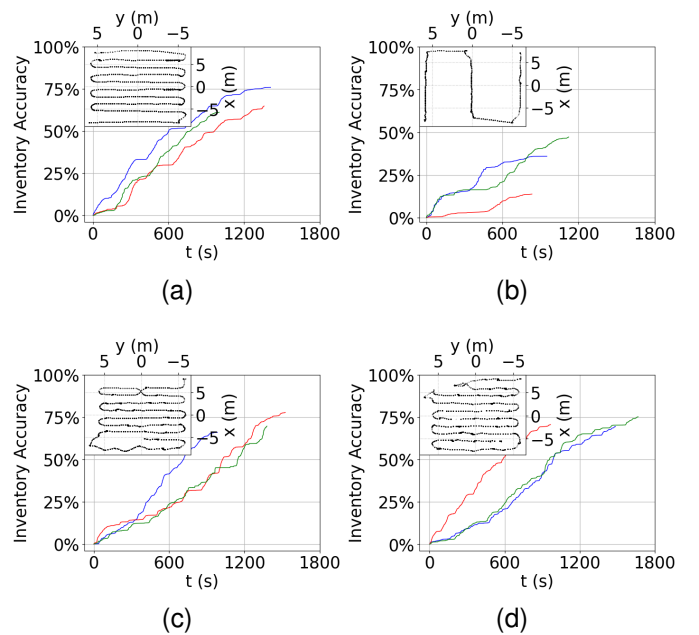 y (m)
5 0 −5
100%
75%
50%
25%
0%
Inventory Accuracy
5
0
−5
x (m)
0 600 1200 1800
t (s)
(a)
y (m)
5 0 −5
100%
75%
50%
25%
0%
Inventory Accuracy
5
0
−5
x (m)
0 600 1200 1800
t (s)
(b)
y (m)
5 0 −5
100%
75%
50%
25%
0%
Inventory Accuracy
5
0
−5
x (m)
0 600 1200 1800
t (s)
(c)
y (m)
5 0 −5
100%
75%
50%
25%
0%
Inventory Accuracy
5
0
−5
x (m)
0 600 1200 1800
t (s)
(d)